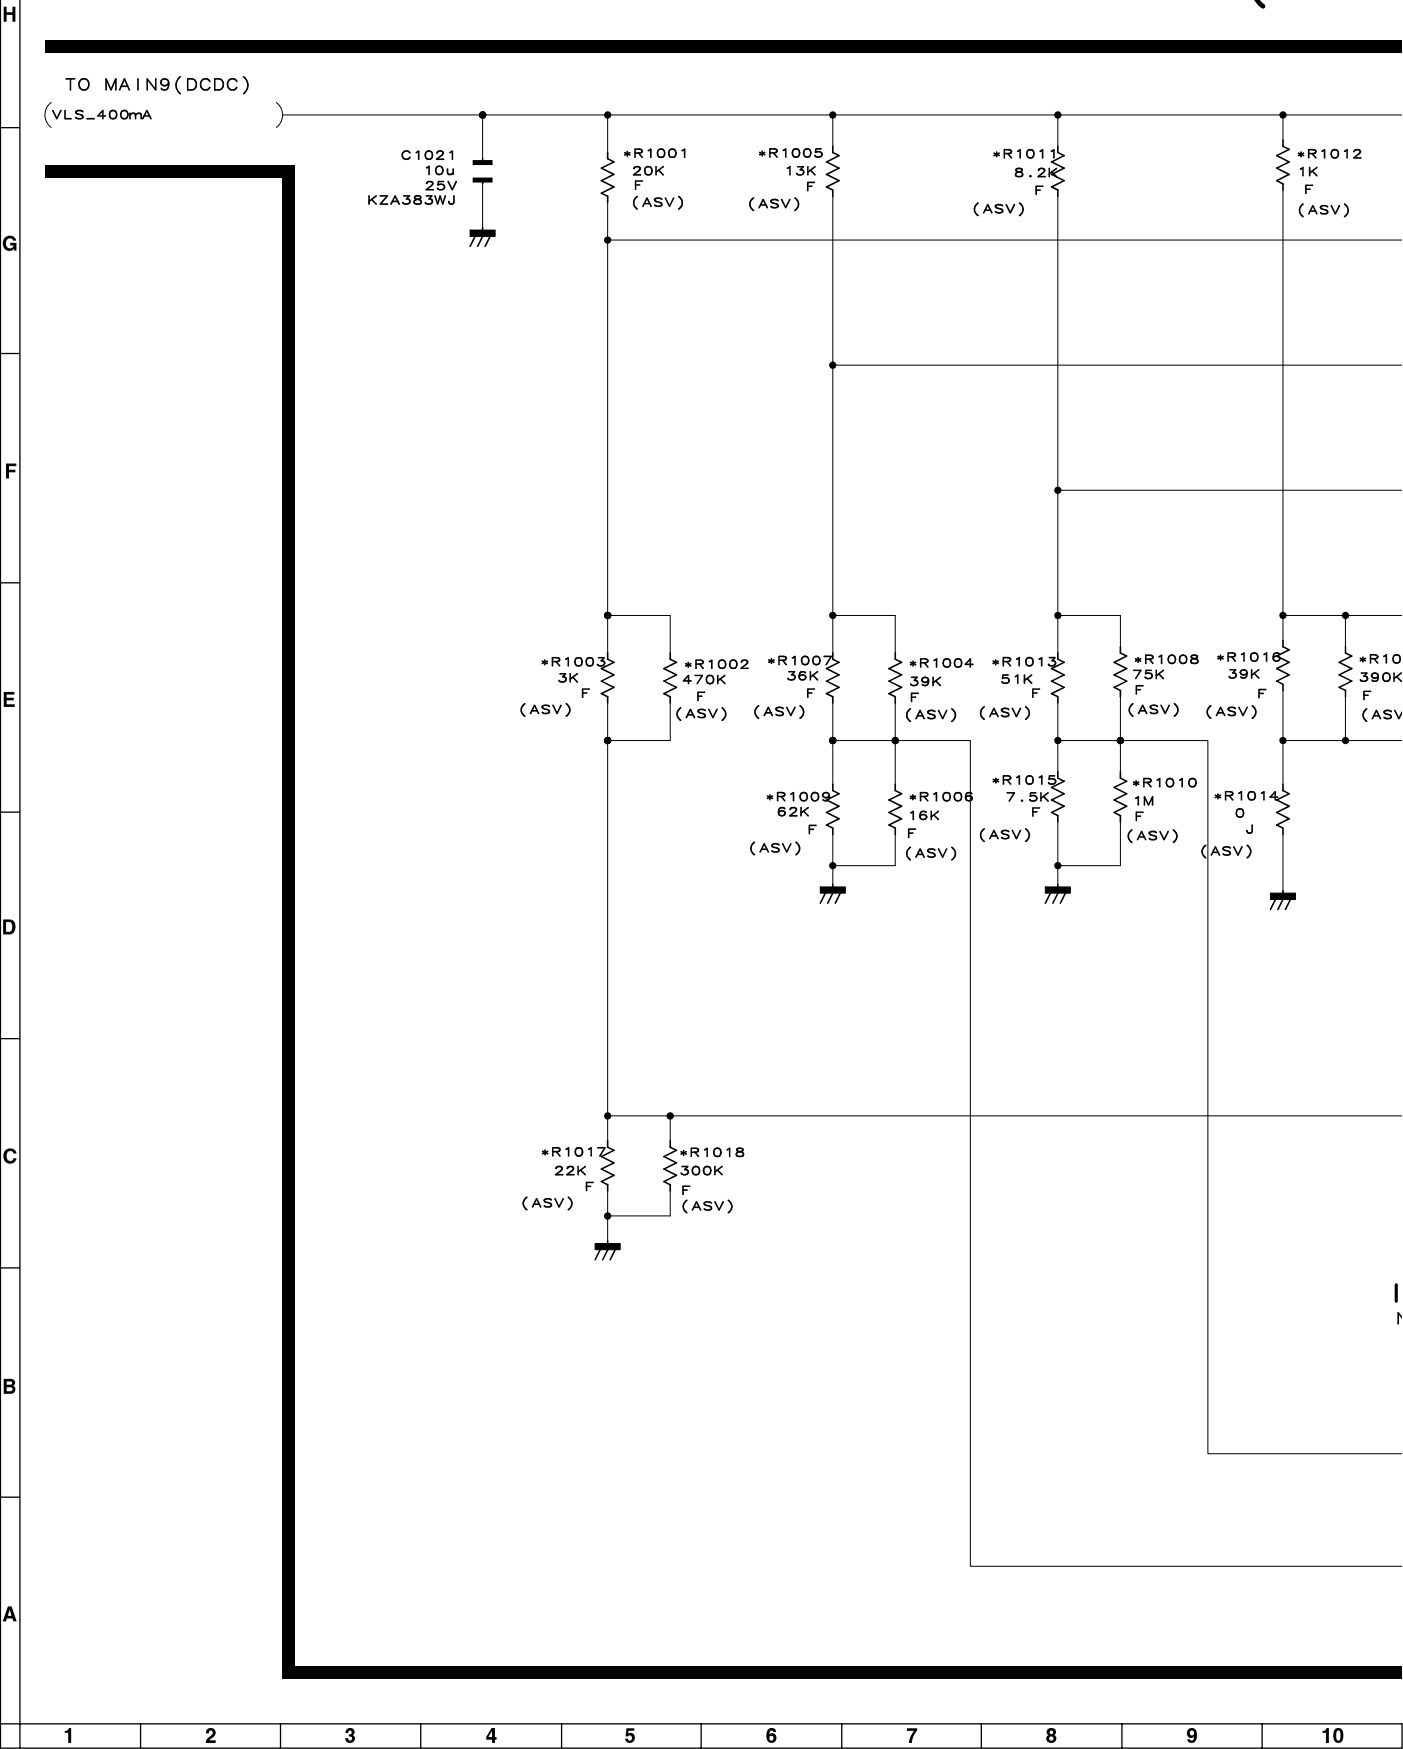 H
TO MAIN9(DCDC)
(VLS_400mA )
C1021
10u
25V
KZA383WJ
*R1001
20K
F
(ASV)
*R1005
13K
F
(ASV)
*R1011
8.2K
F
(ASV)
*R1012
1K
F
(ASV)
G
F
*R1003
3K
F
(ASV)
*R1002
470K
F
(ASV)
*R1007
36K
F
(ASV)
*R1004
39K
F
(ASV)
*R1013
51K
F
(ASV)
*R1008
75K
F
(ASV)
*R1016
39K
F
(ASV)
*R10
390K
F
(ASV
E
*R1009
62K
F
(ASV)
*R1006
16K
F
(ASV)
*R1015
7.5K
F
(ASV)
*R1010
1M
F
(ASV)
*R1014
0
J
(ASV)
D
*R1017
22K
F
(ASV)
*R1018
300K
F
(ASV)
C
B
A
1 2 3 4 5 6 7 8 9 10